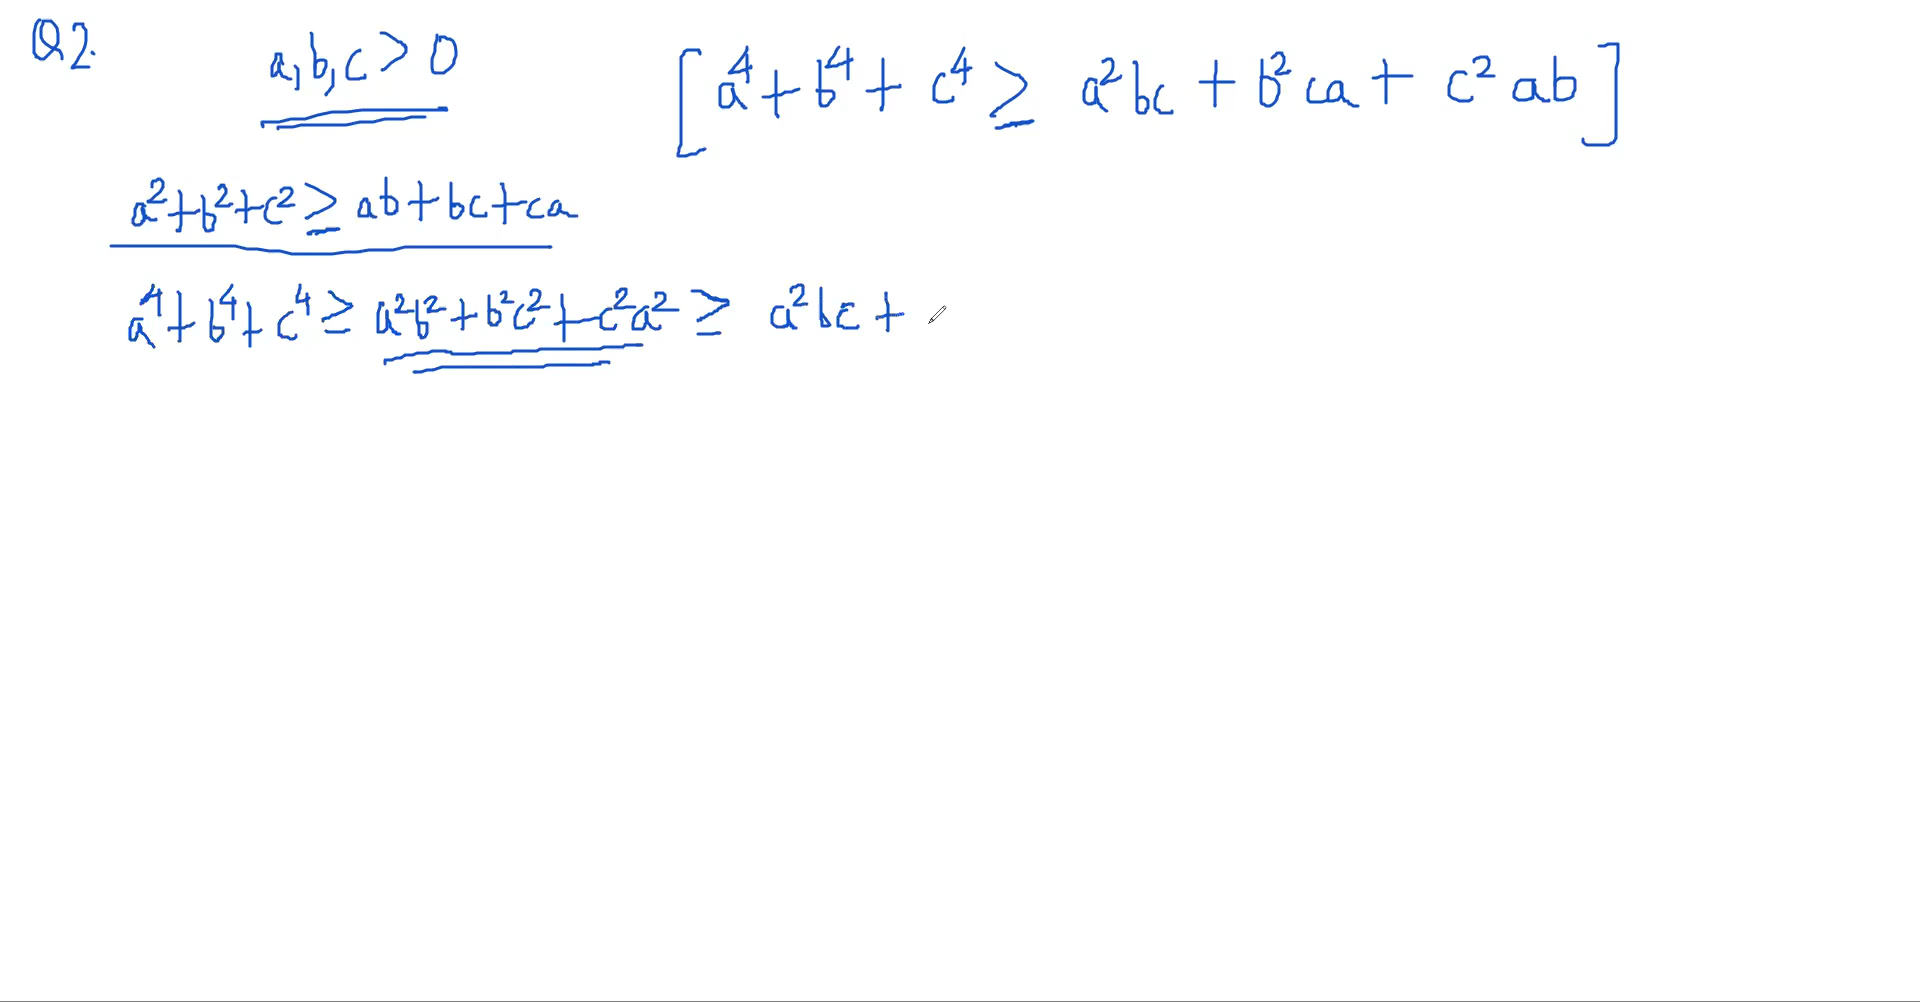 Q2.
a,b,c > 0
[a⁴ + b⁴ + c⁴ ≥ a²bc + b²ca + c²ab]
a²+b²+c² ≥ ab+bc+ca
a⁴+b⁴+c⁴ ≥ a²b²+b²c²+c²a² ≥ a²bc +